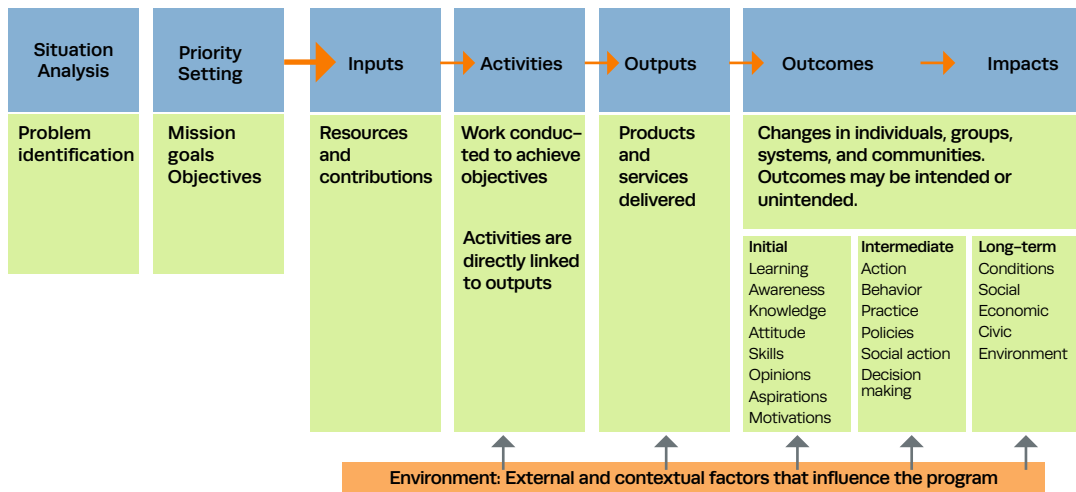 Situation
Analysis
Priority
Setting
Inputs
Activities
Outputs
Outcomes
Impacts
Problem
identification
Mission
goals
Objectives
Resources
and
contributions
Work conduc-
ted to achieve
objectives
Activities are
directly linked
to outputs
Products
and
services
delivered
Changes in individuals, groups,
systems, and communities.
Outcomes may be intended or
unintended.
Initial
Learning
Awareness
Knowledge
Attitude
Skills
Opinions
Aspirations
Motivations
Intermediate
Action
Behavior
Practice
Policies
Social action
Decision
making
Long-term
Conditions
Social
Economic
Civic
Environment
Environment: External and contextual factors that influence the program